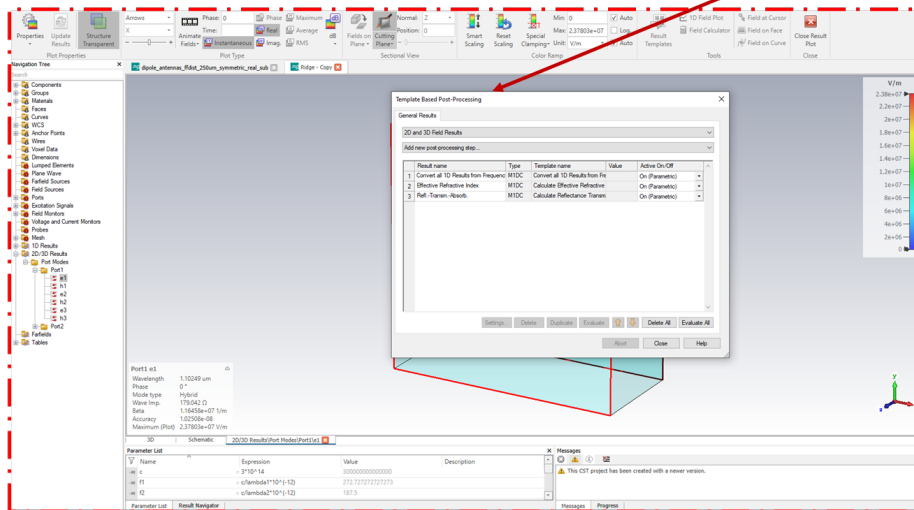 Arrows
Phase: 0
Phase
Maximum
Normal: Z
Min: 0
Auto
1D Field Plot
Field at Cursor
X
Time:
Real
Average
dB
Position: 0
Max: 2.37803e+07
Log
Field Calculator
Field on Face
Properties
Update Results
Structure Transparent
Animate Fields
Instantaneous
Imag.
RMS
Fields on Plane
Cutting Plane
Smart Scaling
Reset Scaling
Special Clamping
Unit: V/m
Auto
Result Templates
Field on Curve
Close Result Plot
Plot Properties
Plot Type
Sectional View
Color Ramp
Tools
Close
Navigation Tree
dipole_antennas_ffdist_250um_symmetric_real_sub
Ridge - Copy
Search
Components
Groups
Materials
Faces
Curves
WCS
Anchor Points
Wires
Voxel Data
Dimensions
Lumped Elements
Plane Wave
Farfield Sources
Field Sources
Ports
Excitation Signals
Field Monitors
Voltage and Current Monitors
Probes
Mesh
1D Results
2D/3D Results
Port Modes
Port1
e1
h1
e2
h2
e3
h3
Port2
Farfields
Tables
Template Based Post-Processing
General Results
2D and 3D Field Results
Add new post-processing step...
Result name Type Template name Value Active On/Off
1 Convert all 1D Results from Frequenc M1DC Convert all 1D Results from Fre On (Parametric)
2 Effective Refractive Index M1DC Calculate Effective Refractive On (Parametric)
3 Refl.-Transm.-Absorb. M1DC Calculate Reflectance Transm On (Parametric)
Settings... Delete Duplicate Evaluate Delete All Evaluate All
Abort Close Help
V/m
2.38e+07
2.2e+07
2e+07
1.8e+07
1.6e+07
1.4e+07
1.2e+07
1e+07
8e+06
6e+06
4e+06
2e+06
0
Port1 e1
Wavelength 1.10249 um
Phase 0 °
Mode type Hybrid
Wave Imp. 179.042 Ω
Beta 1.16458e+07 1/m
Accuracy 1.02508e-08
Maximum (Plot) 2.37803e+07 V/m
y
z
3D Schematic 2D/3D Results\Port Modes\Port1\e1
Parameter List
Name Expression Value Description
c = 3*10^14 300000000000000
f1 = c/lambda1*10^(-12) 272.727272727273
f2 = c/lambda2*10^(-12) 187.5
Parameter List Result Navigator
Messages
This CST project has been created with a newer version.
Messages Progress